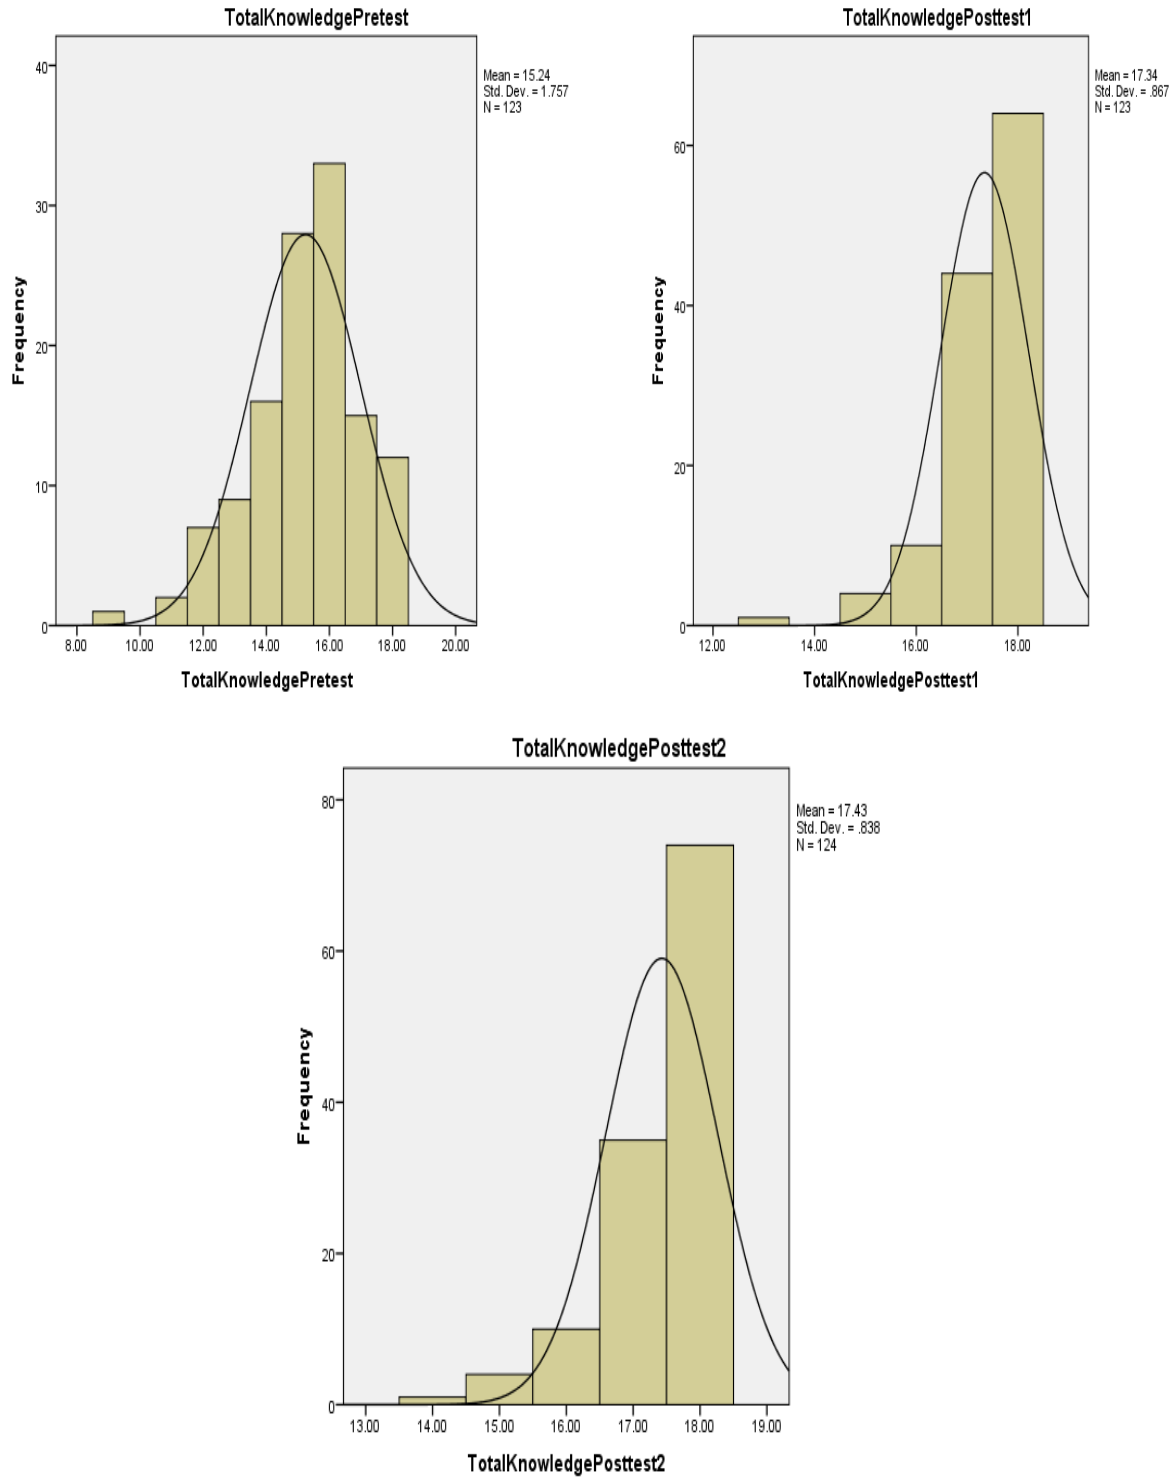 TotalKnowledgePretest
Mean = 15.24
Std. Dev. = 1.757
N = 123
Frequency
40
30
20
10
0
8.00 10.00 12.00 14.00 16.00 18.00 20.00
TotalKnowledgePretest
TotalKnowledgePosttest1
Mean = 17.34
Std. Dev. = .867
N = 123
Frequency
60
40
20
0
12.00 14.00 16.00 18.00
TotalKnowledgePosttest1
TotalKnowledgePosttest2
Mean = 17.43
Std. Dev. = .838
N = 124
Frequency
80
60
40
20
0
13.00 14.00 15.00 16.00 17.00 18.00 19.00
TotalKnowledgePosttest2